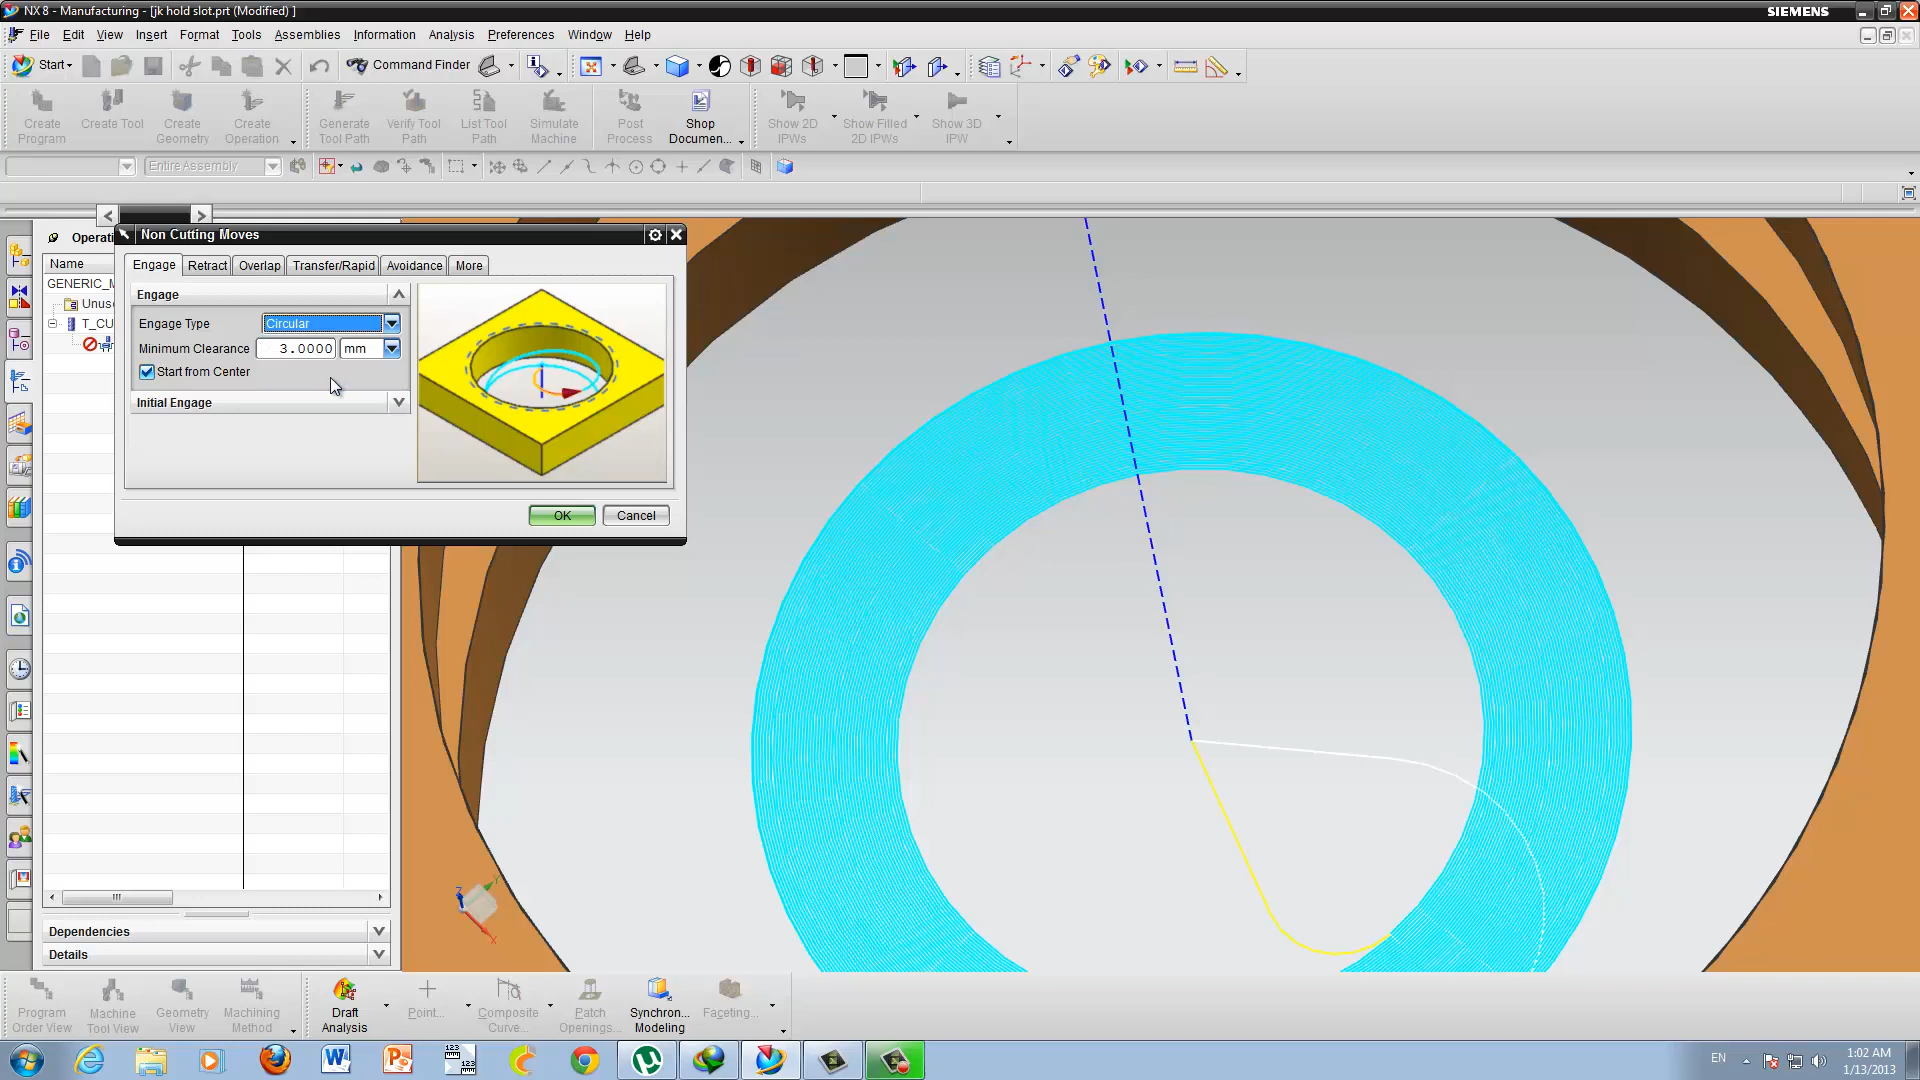 NX 8 - Manufacturing - [jk hold slot.prt (Modified) ]
SIEMENS
File Edit View Insert Format Tools Assemblies Information Analysis Preferences Window Help
Start
Command Finder
Create Program
Create Tool
Create Geometry
Create Operation
Generate Tool Path
Verify Tool Path
List Tool Path
Simulate Machine
Post Process
Shop Documen...
Show 2D IPWs
Show Filled 2D IPWs
Show 3D IPW
Entire Assembly
Operati
Name
GENERIC_M
Unus
T_CU
Non Cutting Moves
Engage Retract Overlap Transfer/Rapid Avoidance More
Engage
Engage Type Circular
Minimum Clearance 3.0000 mm
Start from Center
Initial Engage
OK Cancel
Z
Y
X
Dependencies
Details
Program Order View
Machine Tool View
Geometry View
Machining Method
Draft Analysis
Point...
Composite Curve...
Patch Openings...
Synchron... Modeling
Faceting...
123
123
EN
1:02 AM
1/13/2013